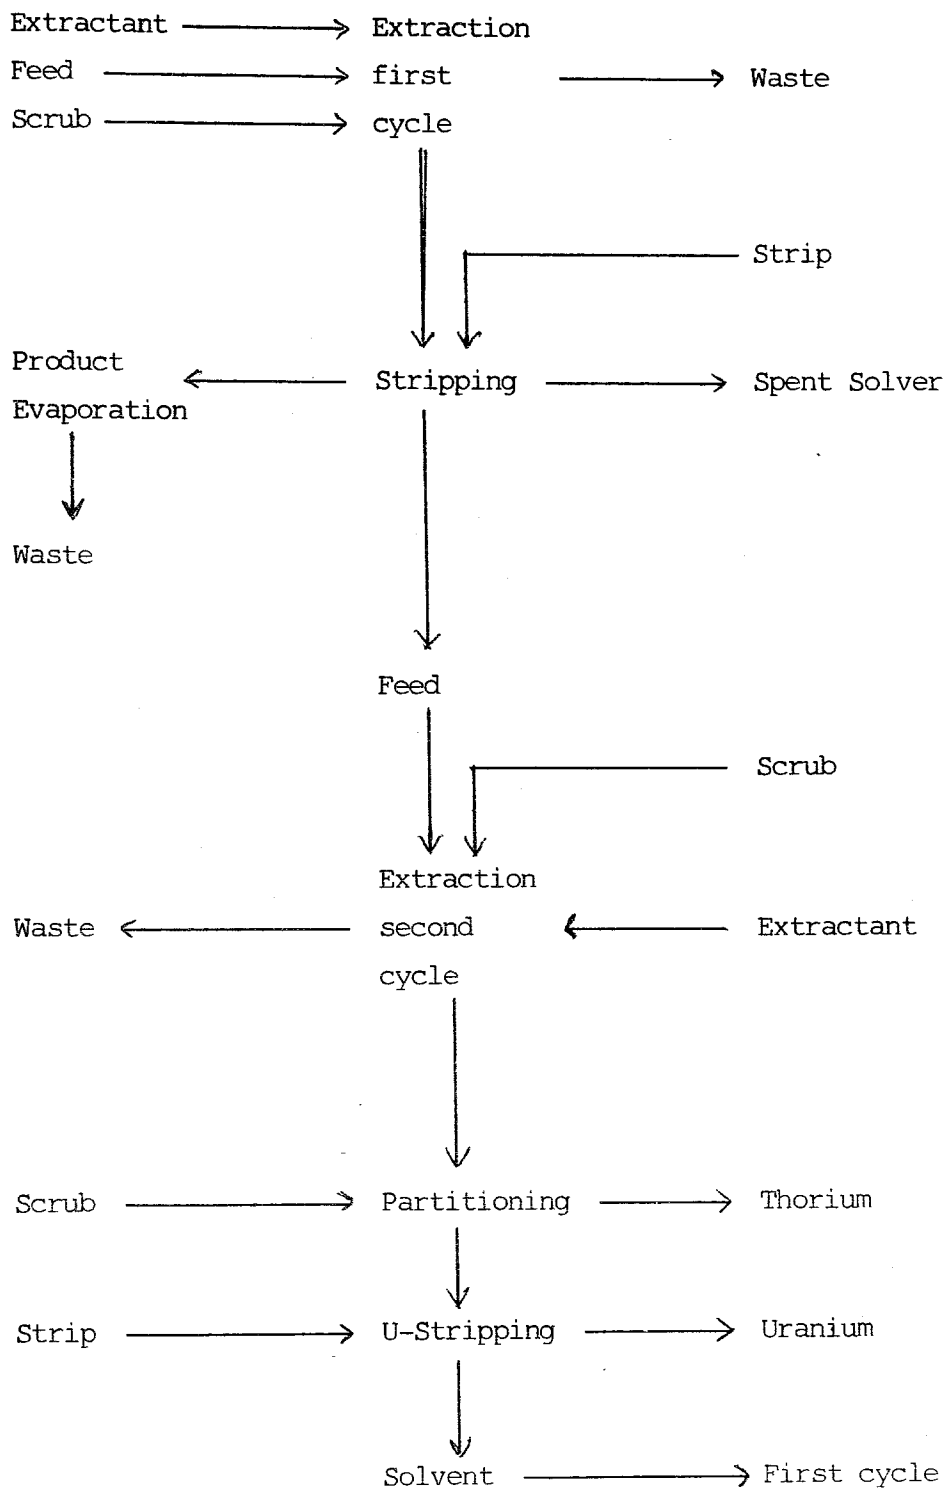 Extractant Extraction
Feed first Waste
Scrub cycle
Strip
Product
Stripping Spent Solver
Evaporation
Waste
Feed
Scrub
Extraction
Waste second Extractant
cycle
Scrub Partitioning Thorium
Strip U-Stripping Uranium
Solvent First cycle